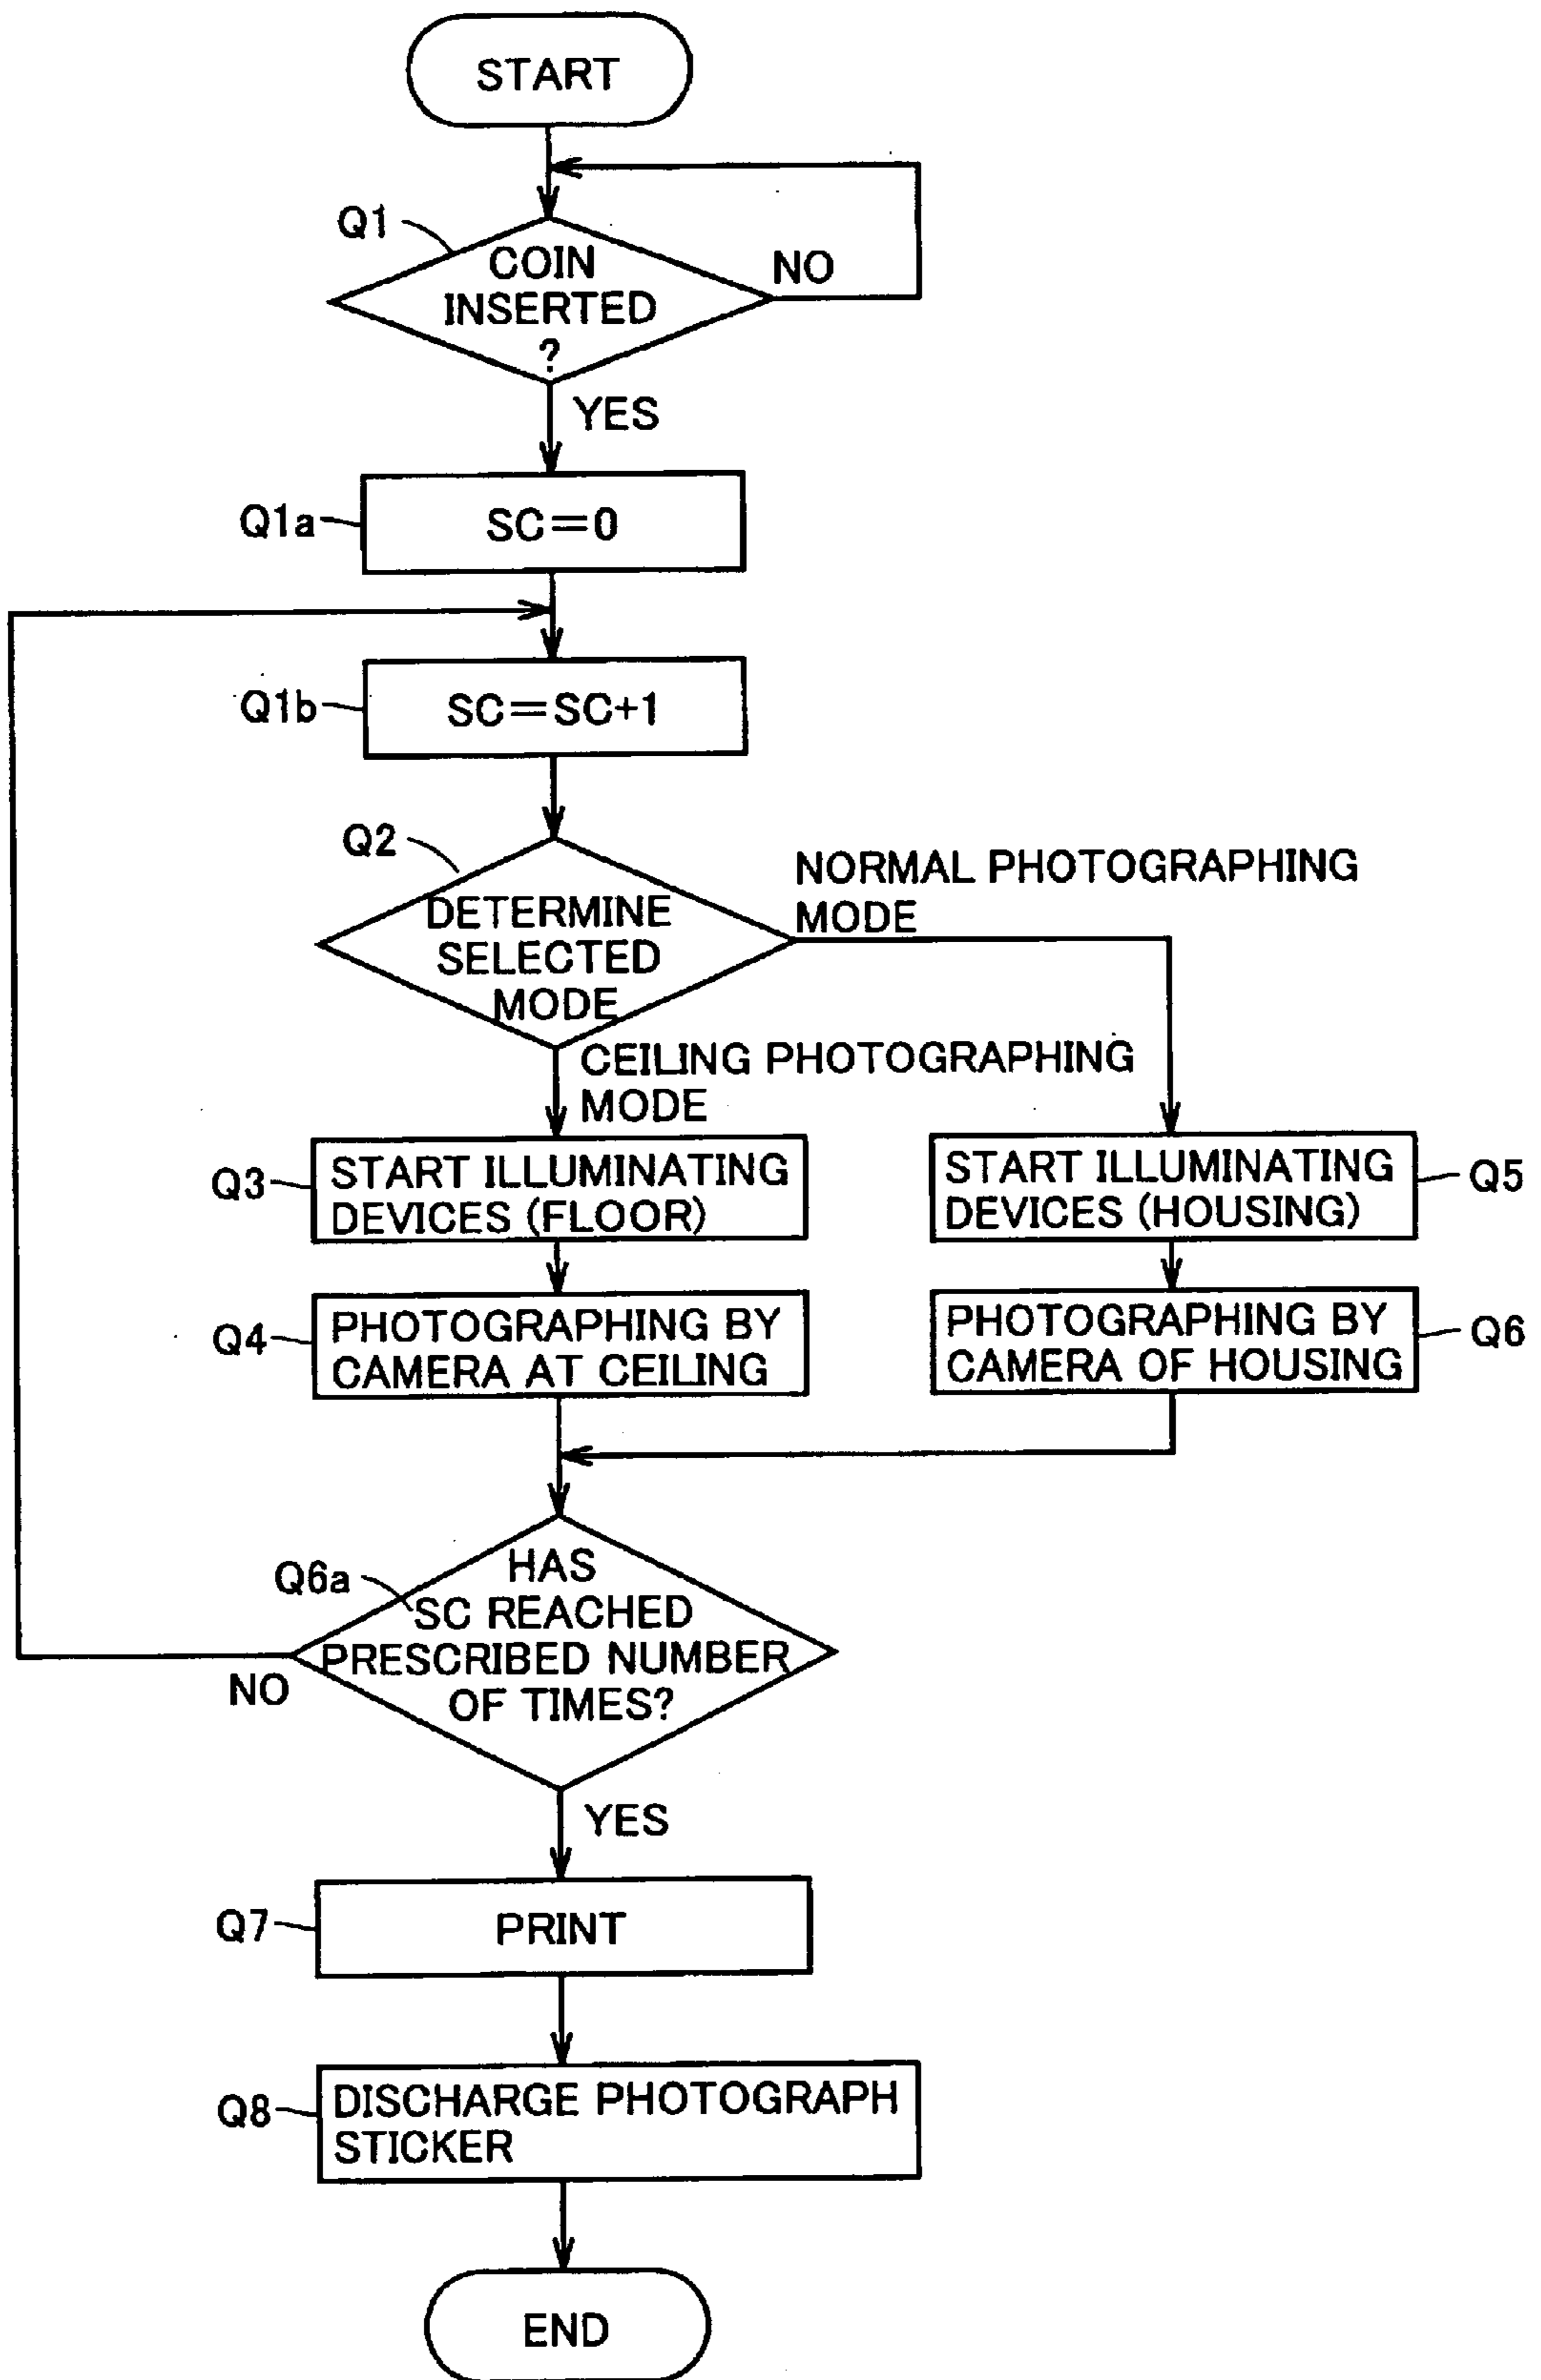 START
Q1
COIN
INSERTED
?
NO
YES
Q1a
SC=0
Q1b
SC=SC+1
Q2
DETERMINE
SELECTED
MODE
NORMAL PHOTOGRAPHING
MODE
CEILING PHOTOGRAPHING
MODE
Q3
START ILLUMINATING
DEVICES (FLOOR)
START ILLUMINATING
DEVICES (HOUSING)
Q5
Q4
PHOTOGRAPHING BY
CAMERA AT CEILING
PHOTOGRAPHING BY
CAMERA OF HOUSING
Q6
Q6a
HAS
SC REACHED
PRESCRIBED NUMBER
OF TIMES?
NO
YES
Q7
PRINT
Q8
DISCHARGE PHOTOGRAPH
STICKER
END